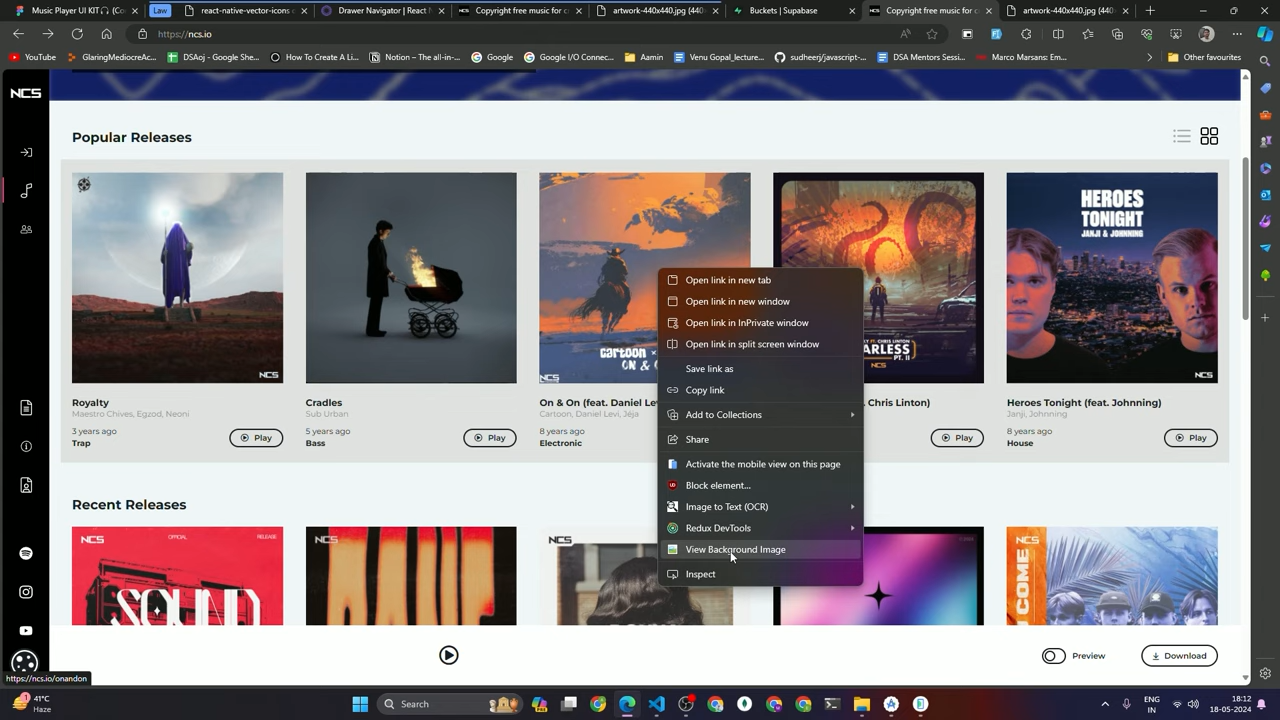 Music Player UI KIT🎧 (Co
Law
react-native-vector-icons c
Drawer Navigator | React N
Copyright free music for c
artwork-440x440.jpg (440×
Buckets | Supabase
Copyright free music for c
artwork-440x440.jpg (440
https://ncs.io
YouTube
GlaringMediocreAc...
DSAoj - Google She...
How To Create A Li...
Notion – The all-in-...
Google
Google I/O Connec...
Aamin
Venu Gopal_lecture...
sudheerj/javascript-...
DSA Mentors Sessi...
Marco Marsans: Em...
Other favourites
NCS
Popular Releases
HEROES
TONIGHT
JANJI & JOHNNING
NCS
NCS
NCS
NCS
Open link in new tab
Open link in new window
Open link in InPrivate window
Open link in split screen window
Save link as
Copy link
Add to Collections
Share
Activate the mobile view on this page
Block element...
Image to Text (OCR)
Redux DevTools
View Background Image
Inspect
Royalty
Maestro Chives, Egzod, Neoni
3 years ago
Trap
Play
Cradles
Sub Urban
5 years ago
Bass
Play
On & On (feat. Daniel Le
Cartoon, Daniel Levi, Jéja
8 years ago
Electronic
Chris Linton)
Play
Heroes Tonight (feat. Johnning)
Janji, Johnning
8 years ago
House
Play
Recent Releases
NCS
OFFICIAL
RELEASE
SOUND
NCS
NCS
Preview
Download
https://ncs.io/onandon
41°C
Haze
Search
ENG
IN
18:12
18-05-2024